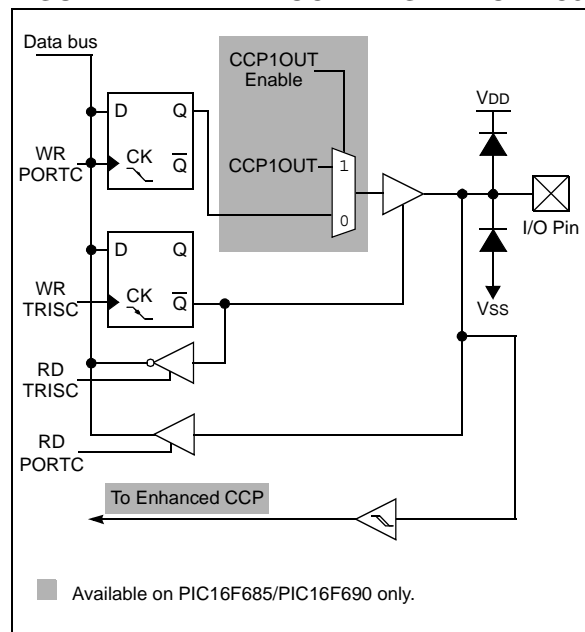 Data bus
CCP1OUT
Enable
VDD
D Q
WR
PORTC
CK Q
CCP1OUT
1
0
I/O Pin
D Q
VSS
WR
TRISC
CK Q
RD
TRISC
RD
PORTC
To Enhanced CCP
Available on PIC16F685/PIC16F690 only.